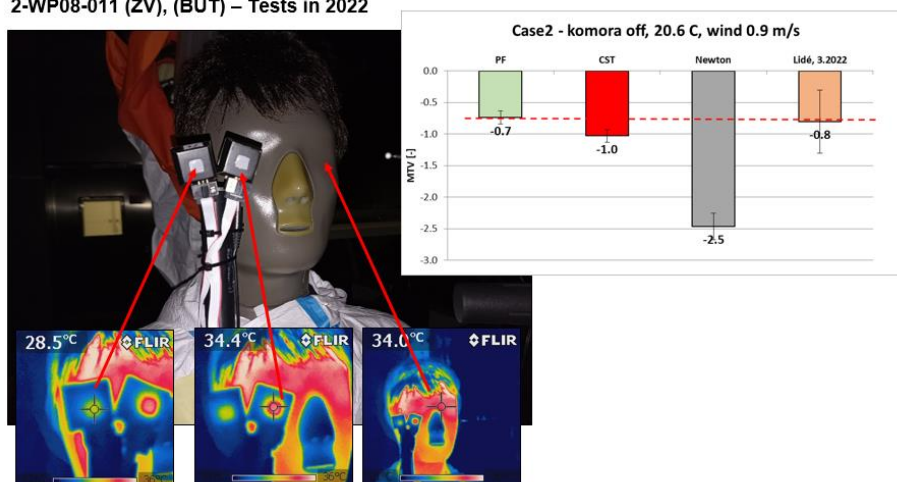 2-WP08-011 (ZV), (BUT) – Tests in 2022
Case2 - komora off, 20.6 C, wind 0.9 m/s
PF
CST
Newton
Lidé, 3.2022
MTV [-]
0.0
-0.5
-1.0
-1.5
-2.0
-2.5
-3.0
-0.7
-1.0
-2.5
-0.8
28.5°C
FLIR
34.4°C
FLIR
34.0°C
FLIR
36°C